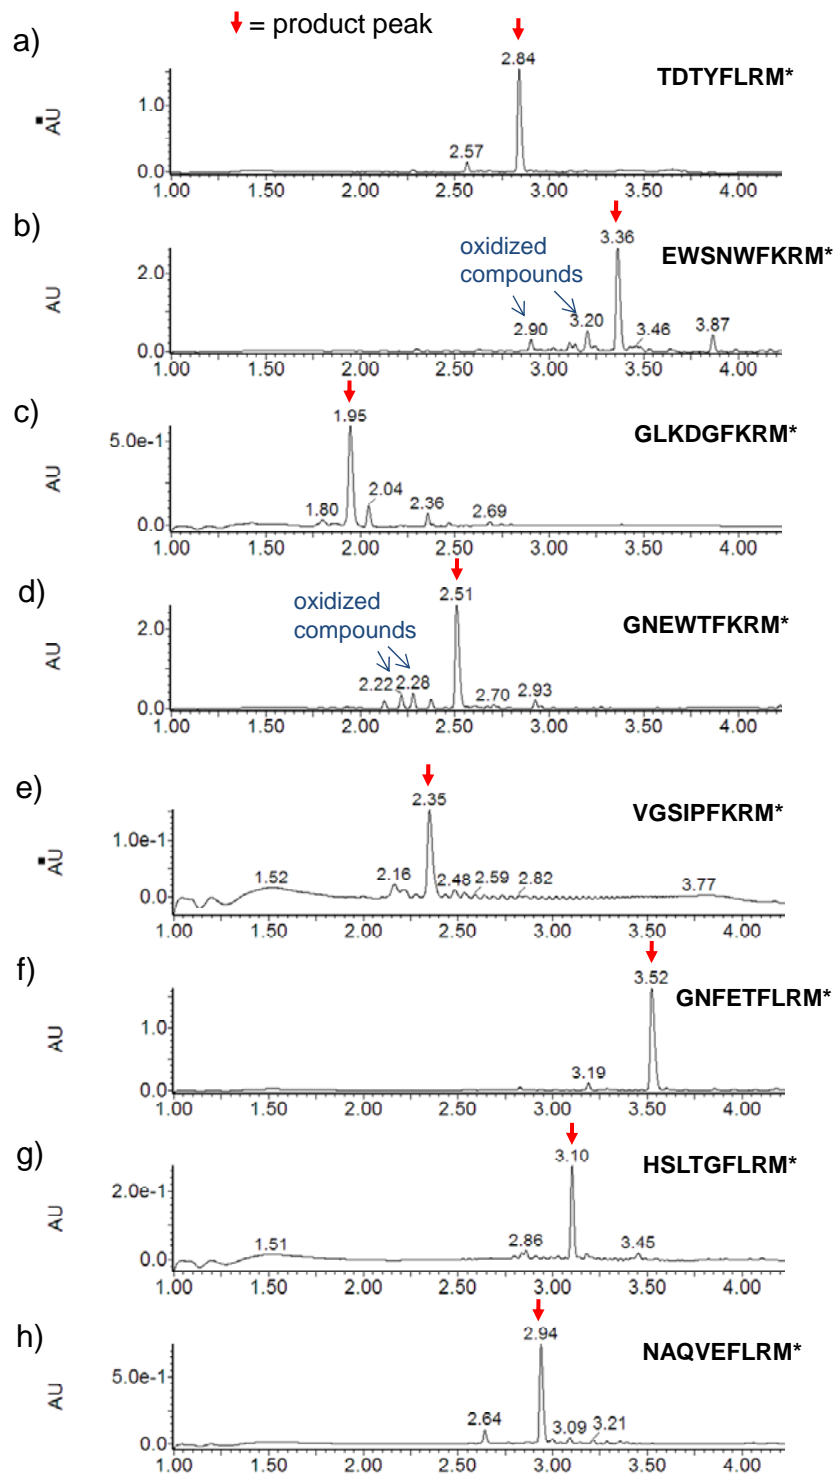 ↓ = product peak
a)
2.84
TDTYFLRM*
AU
1.0
2.57
0.0
1.00 1.50 2.00 2.50 3.00 3.50 4.00
b)
3.36
EWSNWFKRM*
oxidized
compounds
AU
2.0
2.90 3.20 3.46 3.87
0.0
1.00 1.50 2.00 2.50 3.00 3.50 4.00
c)
1.95
GLKDGFKRM*
AU
5.0e-1
1.80 2.04 2.36 2.69
0.0
1.00 1.50 2.00 2.50 3.00 3.50 4.00
d)
2.51
GNEWTFKRM*
oxidized
compounds
AU
2.0
2.22 2.28 2.70 2.93
0.0
1.00 1.50 2.00 2.50 3.00 3.50 4.00
e)
2.35
VGSIPFKRM*
AU
1.0e-1
1.52 2.16 2.48 2.59 2.82 3.77
0.0
1.00 1.50 2.00 2.50 3.00 3.50 4.00
f)
3.52
GNFETFLRM*
AU
1.0
3.19
0.0
1.00 1.50 2.00 2.50 3.00 3.50 4.00
g)
3.10
HSLTGFLRM*
AU
2.0e-1
1.51 2.86 3.45
0.0
1.00 1.50 2.00 2.50 3.00 3.50 4.00
h)
2.94
NAQVEFLRM*
AU
5.0e-1
2.64 3.09 3.21
0.0
1.00 1.50 2.00 2.50 3.00 3.50 4.00